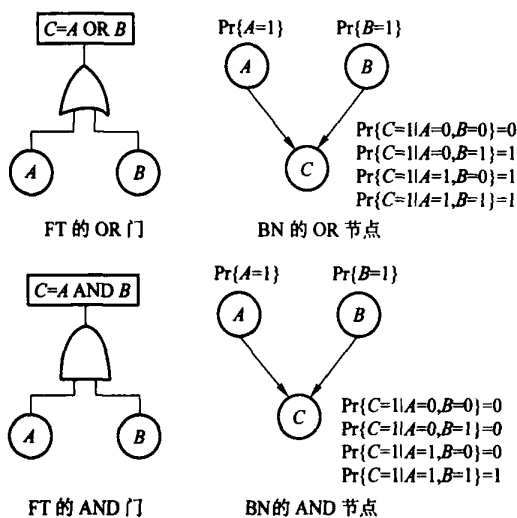 C=A OR B
Pr{A=1}
Pr{B=1}
A
B
A
B
C
Pr{C=1|A=0,B=0}=0
Pr{C=1|A=0,B=1}=1
Pr{C=1|A=1,B=0}=1
Pr{C=1|A=1,B=1}=1
FT 的 OR 门
BN 的 OR 节点
C=A AND B
Pr{A=1}
Pr{B=1}
A
B
A
B
C
Pr{C=1|A=0,B=0}=0
Pr{C=1|A=0,B=1}=0
Pr{C=1|A=1,B=0}=0
Pr{C=1|A=1,B=1}=1
FT 的 AND 门
BN的 AND 节点